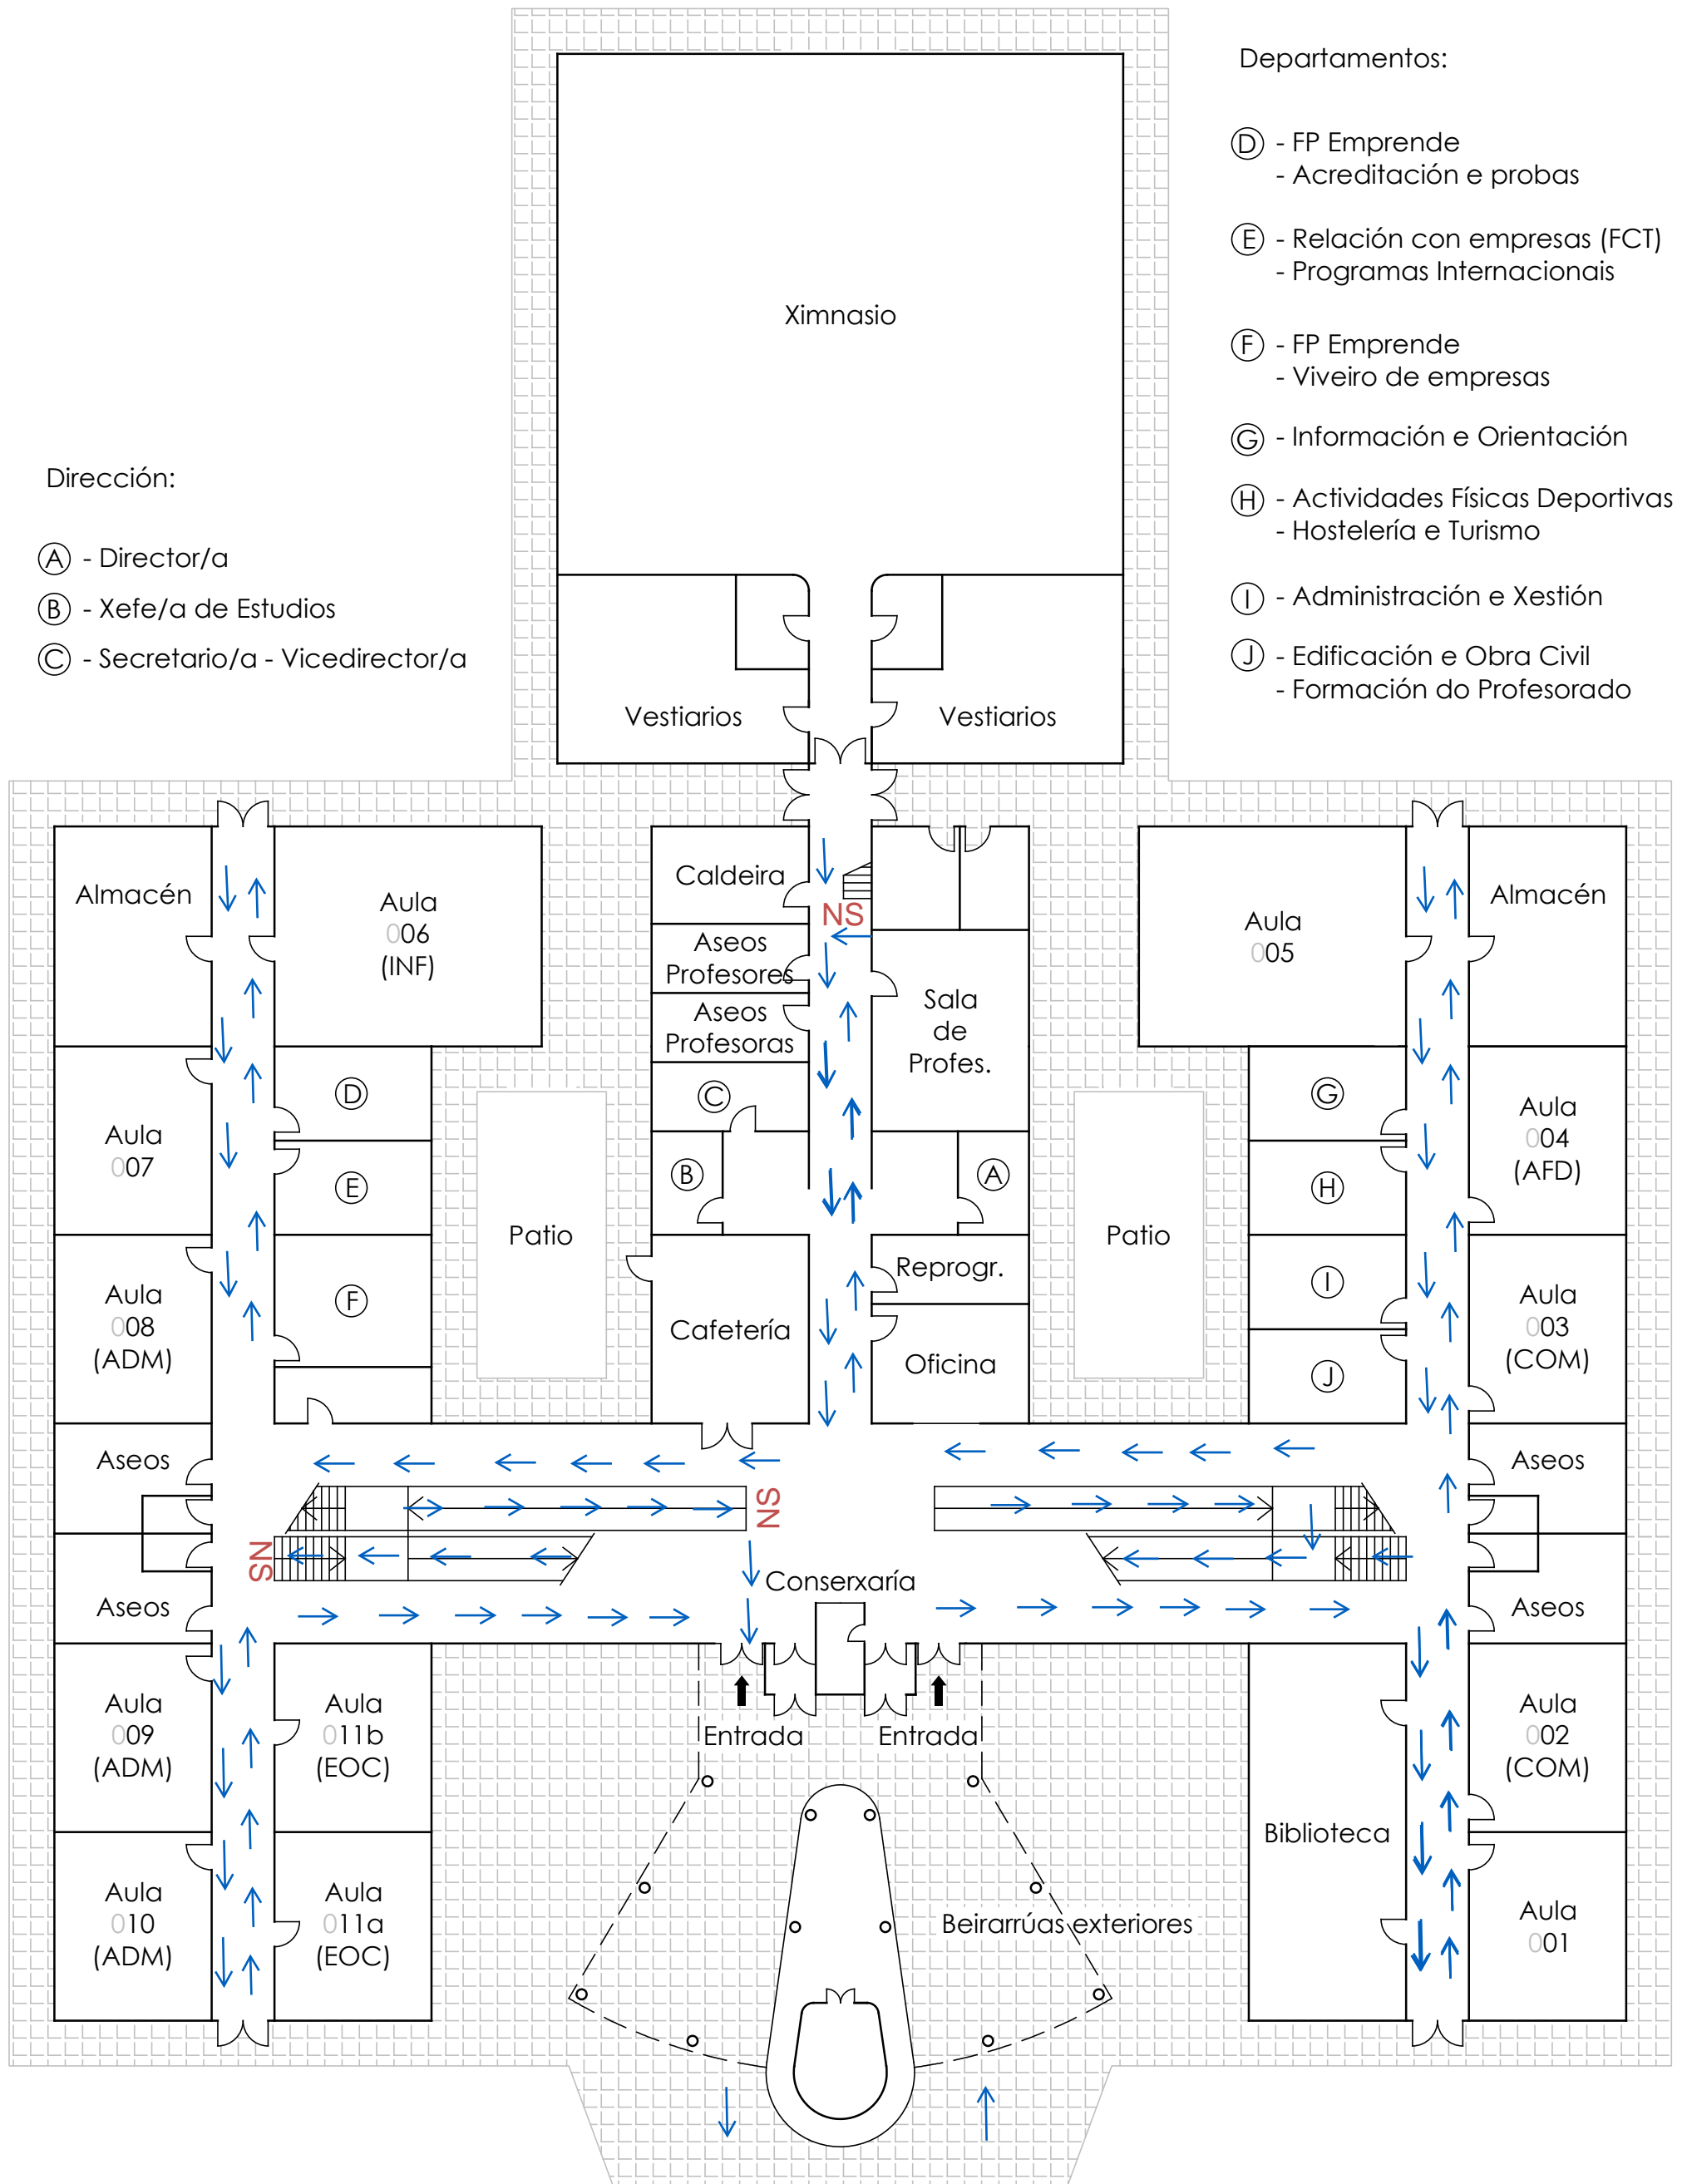 Departamentos:
D - FP Emprende
- Acreditación e probas
E - Relación con empresas (FCT)
- Programas Internacionais
F - FP Emprende
- Viveiro de empresas
G - Información e Orientación
H - Actividades Físicas Deportivas
- Hostelería e Turismo
I - Administración e Xestión
J - Edificación e Obra Civil
- Formación do Profesorado
Dirección:
A - Director/a
B - Xefe/a de Estudios
C - Secretario/a - Vicedirector/a
Ximnasio
Vestiarios
Vestiarios
Almacén
Aula
006
(INF)
Caldeira
NS
Aseos
Profesores
Aseos
Profesoras
Sala
de
Profes.
Aula
005
Almacén
Aula
007
D
E
F
Patio
C
B
A
Patio
G
H
I
J
Aula
004
(AFD)
Aula
008
(ADM)
Cafetería
Reprogr.
Oficina
Aula
003
(COM)
Aseos
Aseos
NS
NS
Conserxaría
Aseos
Aseos
Aula
009
(ADM)
Aula
011b
(EOC)
Entrada
Entrada
Aula
002
(COM)
Biblioteca
Aula
010
(ADM)
Aula
011a
(EOC)
Beirarrúas exteriores
Aula
001